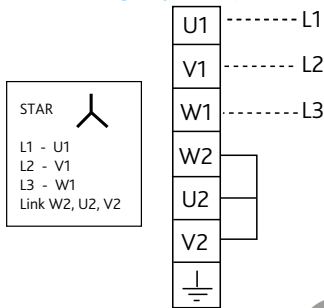 U1 L1
V1 L2
W1 L3
W2
U2
V2
STAR
L1 - U1
L2 - V1
L3 - W1
Link W2, U2, V2